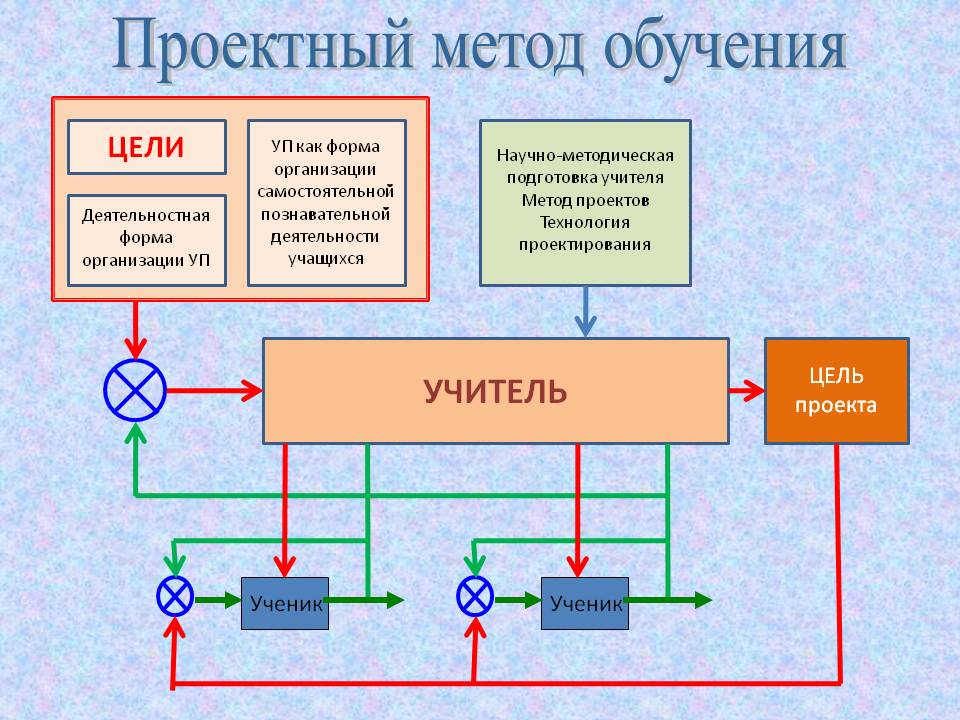 Проектный метод обучения
ЦЕЛИ
Деятельностная
форма
организации УП
УП как форма
организации
самостоятельной
познавательной
деятельности
учащихся
Научно-методическая
подготовка учителя
Метод проектов
Технология
проектирования
УЧИТЕЛЬ
ЦЕЛЬ
проекта
Ученик
Ученик